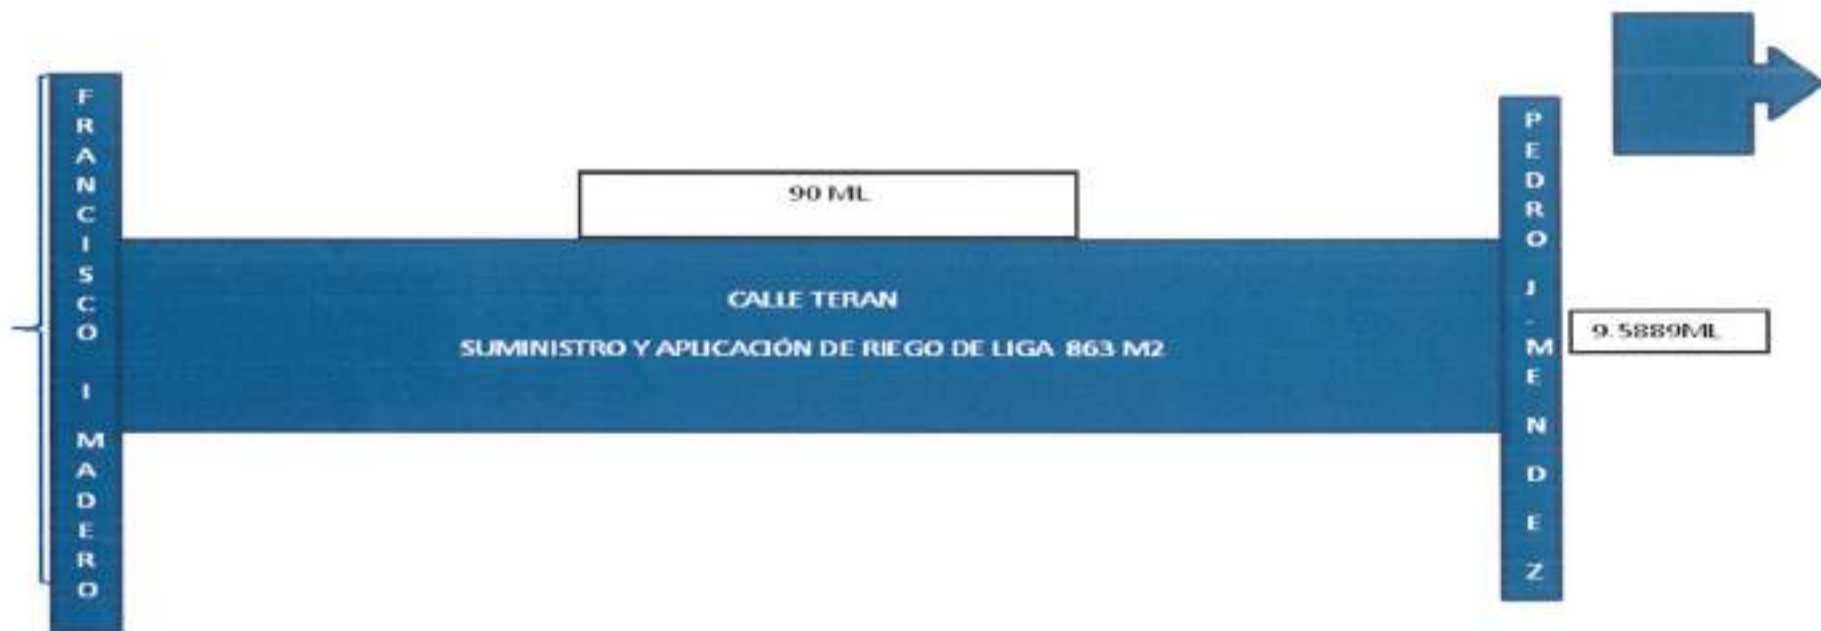 FRANCISCO I MADERO
90 ML
CALLE TERAN
SUMINISTRO Y APLICACIÓN DE RIEGO DE LIGA 863 M2
PEDRO J. MENDEZ
9.5889ML